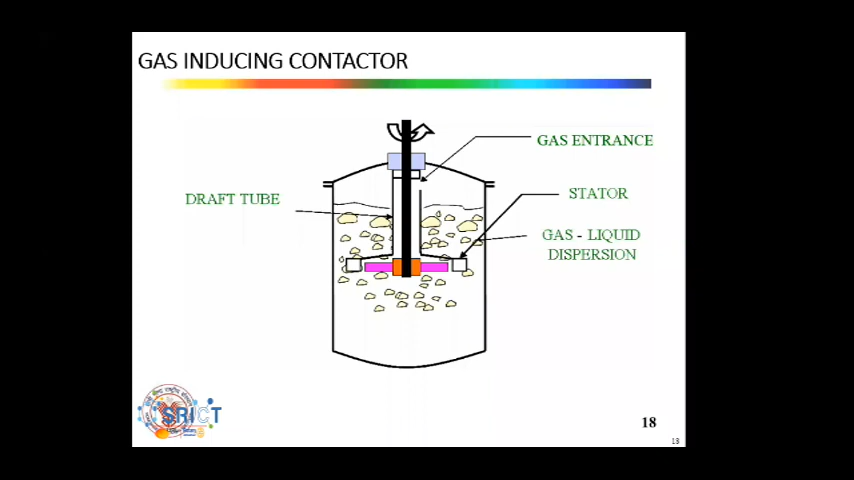 GAS INDUCING CONTACTOR
GAS ENTRANCE
DRAFT TUBE
STATOR
GAS - LIQUID
DISPERSION
SRICT
18
18